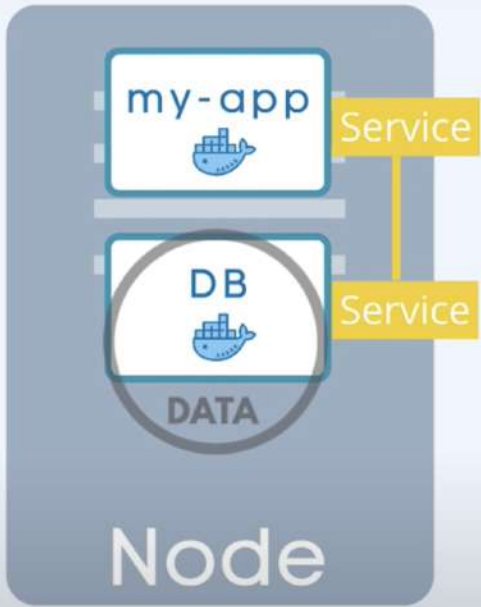 my-app
Service
DB
Service
DATA
Node